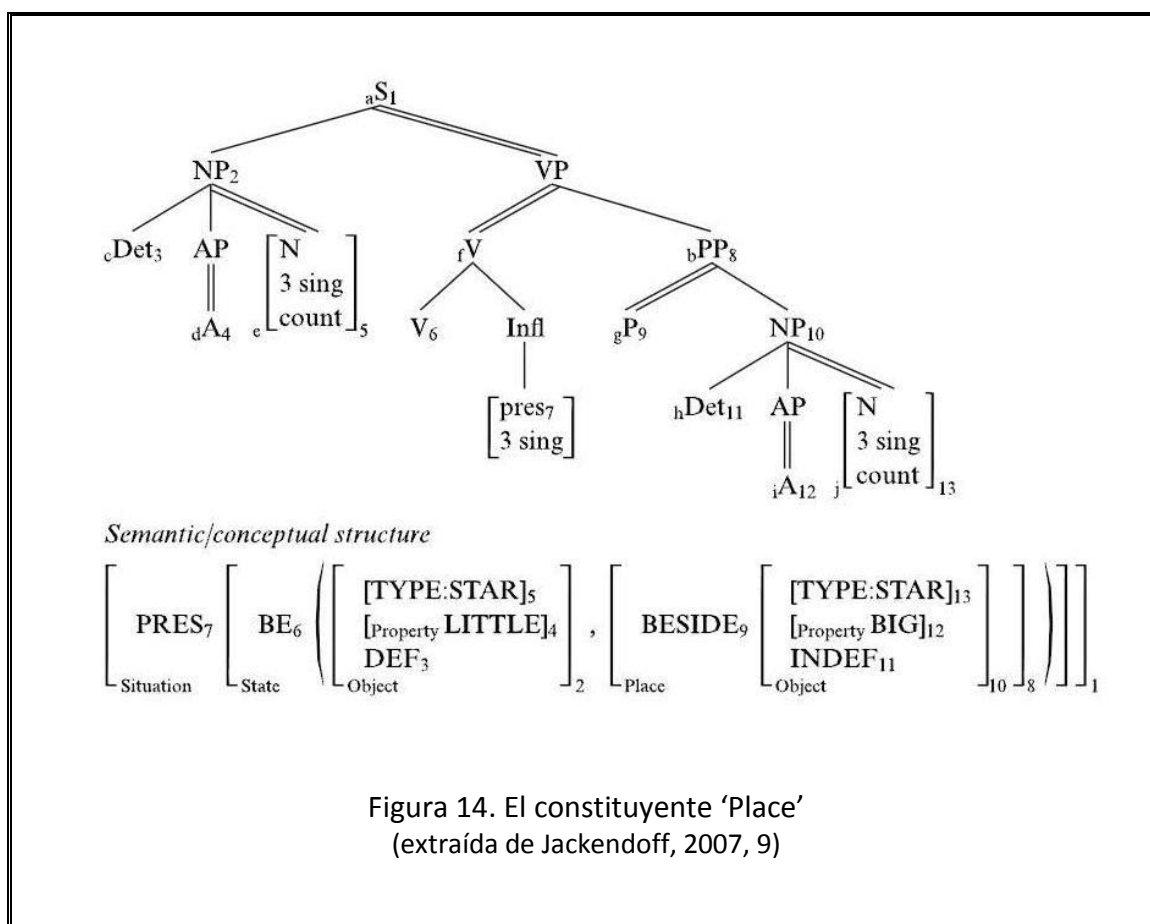 aS1
NP2 VP
cDet3 AP e[N 3 sing count]5 fV bPP8
dA4 V6 Infl gP9 NP10
[pres7 3 sing] hDet11 AP j[N 3 sing count]13
iA12
Semantic/conceptual structure
[TYPE:STAR]5 [TYPE:STAR]13
PRES7 BE6 [Property LITTLE]4 , BESIDE9 [Property BIG]12
DEF3 INDEF11
Situation State Object 2 Place Object 10 8 1
Figura 14. El constituyente ‘Place’
(extraída de Jackendoff, 2007, 9)